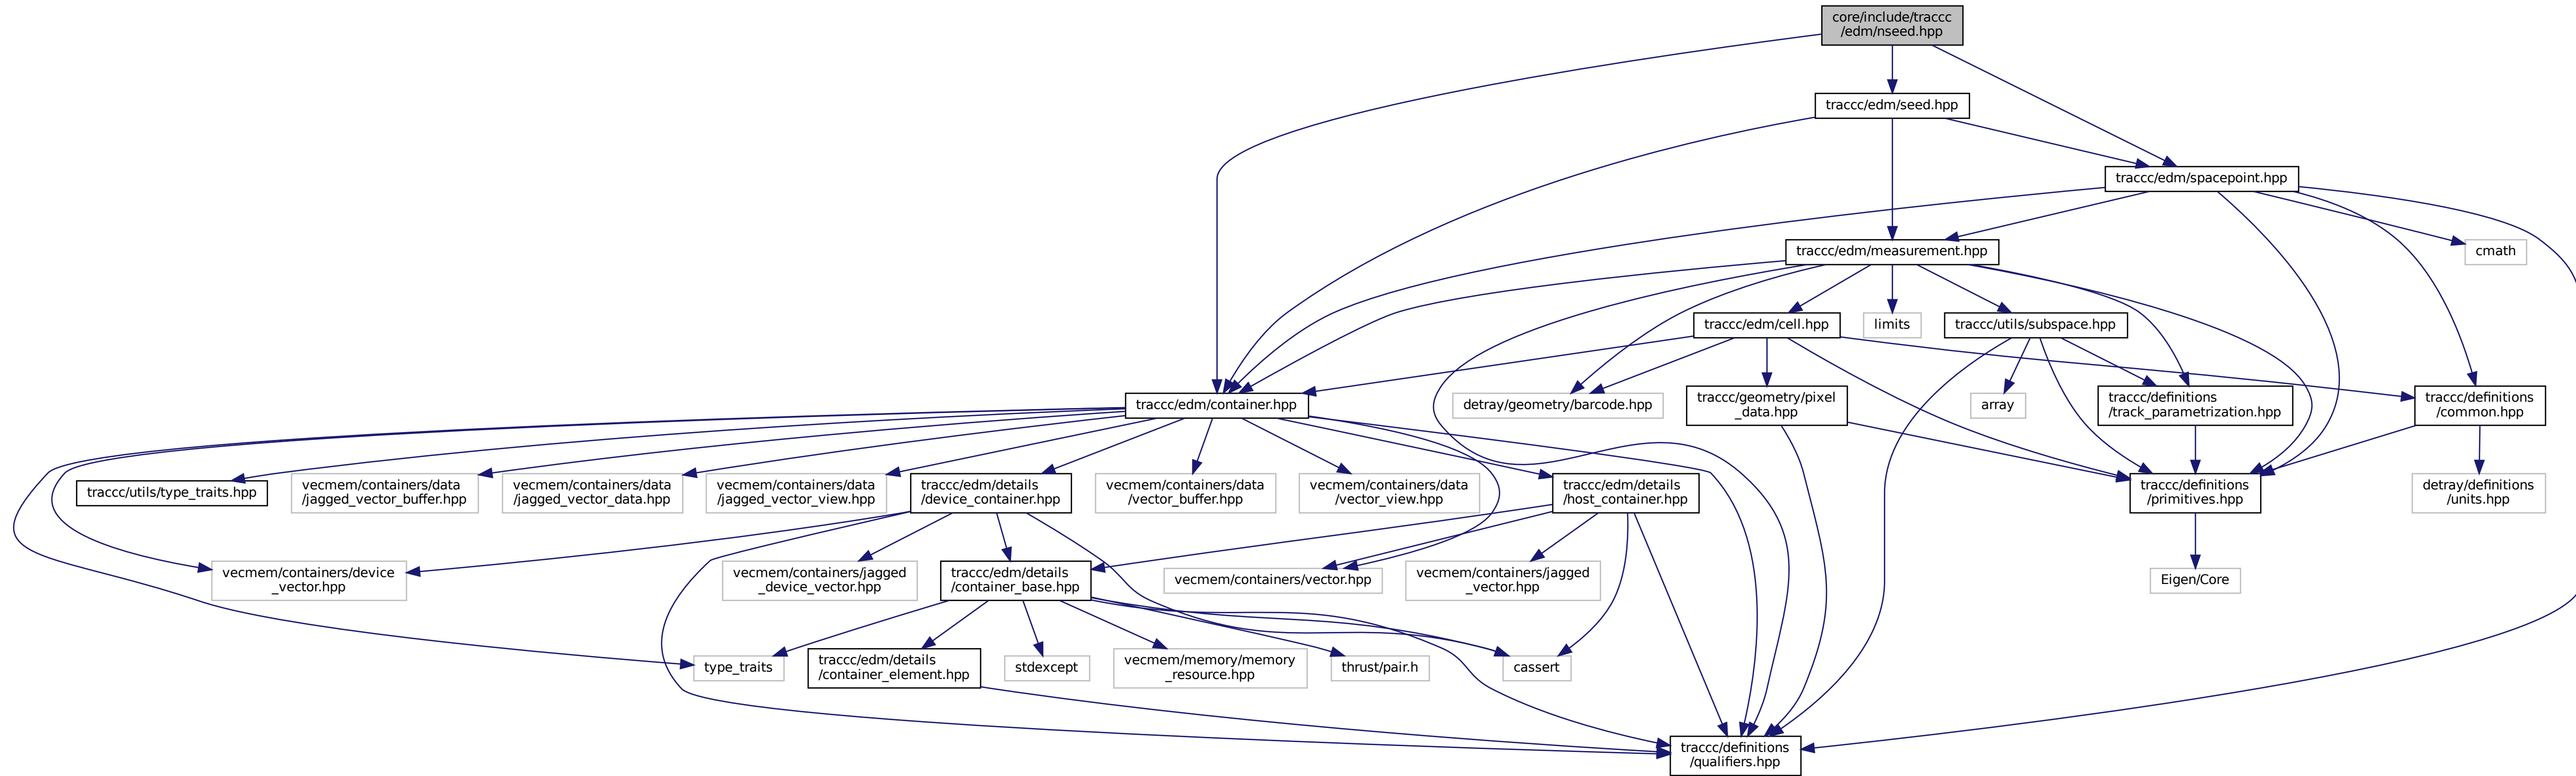 core/include/traccc
/edm/nseed.hpp
traccc/edm/seed.hpp
traccc/edm/spacepoint.hpp
traccc/edm/measurement.hpp
cmath
traccc/edm/cell.hpp
limits
traccc/utils/subspace.hpp
traccc/edm/container.hpp
detray/geometry/barcode.hpp
traccc/geometry/pixel
_data.hpp
array
traccc/definitions
/track_parametrization.hpp
traccc/definitions
/common.hpp
traccc/utils/type_traits.hpp
vecmem/containers/data
/jagged_vector_buffer.hpp
vecmem/containers/data
/jagged_vector_data.hpp
vecmem/containers/data
/jagged_vector_view.hpp
traccc/edm/details
/device_container.hpp
vecmem/containers/data
/vector_buffer.hpp
vecmem/containers/data
/vector_view.hpp
traccc/edm/details
/host_container.hpp
traccc/definitions
/primitives.hpp
detray/definitions
/units.hpp
vecmem/containers/device
_vector.hpp
vecmem/containers/jagged
_device_vector.hpp
traccc/edm/details
/container_base.hpp
vecmem/containers/vector.hpp
vecmem/containers/jagged
_vector.hpp
Eigen/Core
type_traits
traccc/edm/details
/container_element.hpp
stdexcept
vecmem/memory/memory
_resource.hpp
thrust/pair.h
cassert
traccc/definitions
/qualifiers.hpp